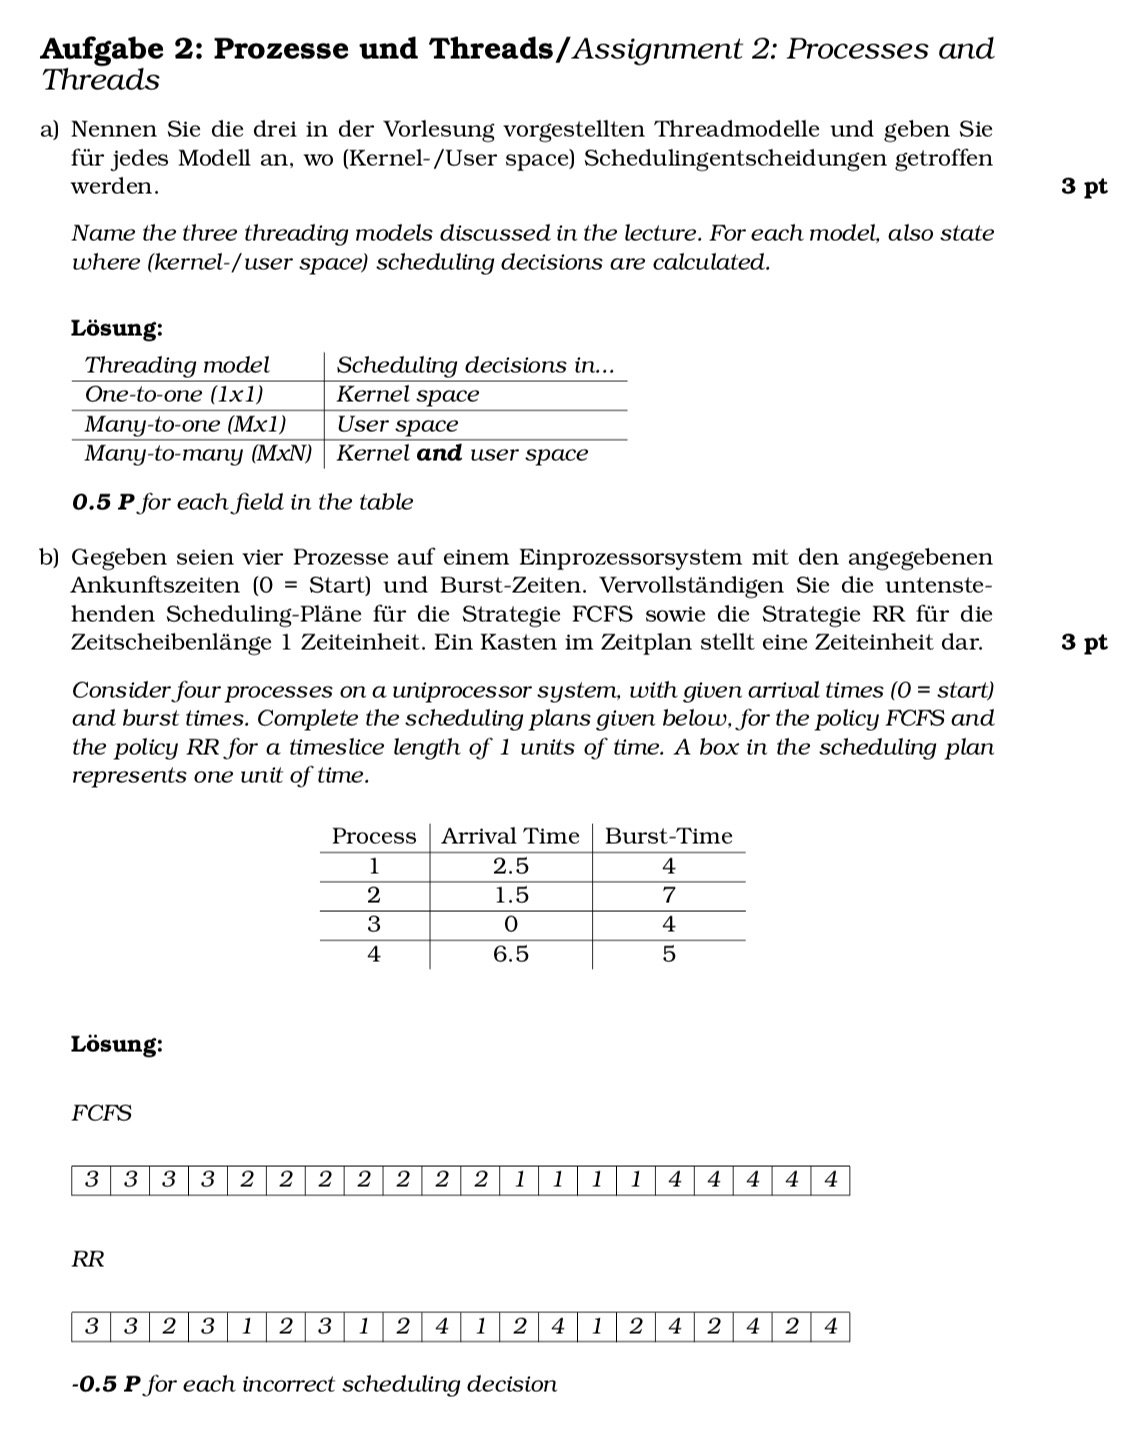 Aufgabe 2: Prozesse und Threads/Assignment 2: Processes and
Threads
a) Nennen Sie die drei in der Vorlesung vorgestellten Threadmodelle und geben Sie
für jedes Modell an, wo (Kernel-/User space) Schedulingentscheidungen getroffen
werden. 3 pt
Name the three threading models discussed in the lecture. For each model, also state
where (kernel-/user space) scheduling decisions are calculated.
Lösung:
Threading model Scheduling decisions in...
One-to-one (1x1) Kernel space
Many-to-one (Mx1) User space
Many-to-many (MxN) Kernel and user space
0.5 P for each field in the table
b) Gegeben seien vier Prozesse auf einem Einprozessorsystem mit den angegebenen
Ankunftszeiten (0 = Start) und Burst-Zeiten. Vervollständigen Sie die untenste-
henden Scheduling-Pläne für die Strategie FCFS sowie die Strategie RR für die
Zeitscheibenlänge 1 Zeiteinheit. Ein Kasten im Zeitplan stellt eine Zeiteinheit dar. 3 pt
Consider four processes on a uniprocessor system, with given arrival times (0 = start)
and burst times. Complete the scheduling plans given below, for the policy FCFS and
the policy RR for a timeslice length of 1 units of time. A box in the scheduling plan
represents one unit of time.
Process Arrival Time Burst-Time
1 2.5 4
2 1.5 7
3 0 4
4 6.5 5
Lösung:
FCFS
3 3 3 3 2 2 2 2 2 2 2 1 1 1 1 4 4 4 4 4
RR
3 3 2 3 1 2 3 1 2 4 1 2 4 1 2 4 2 4 2 4
-0.5 P for each incorrect scheduling decision